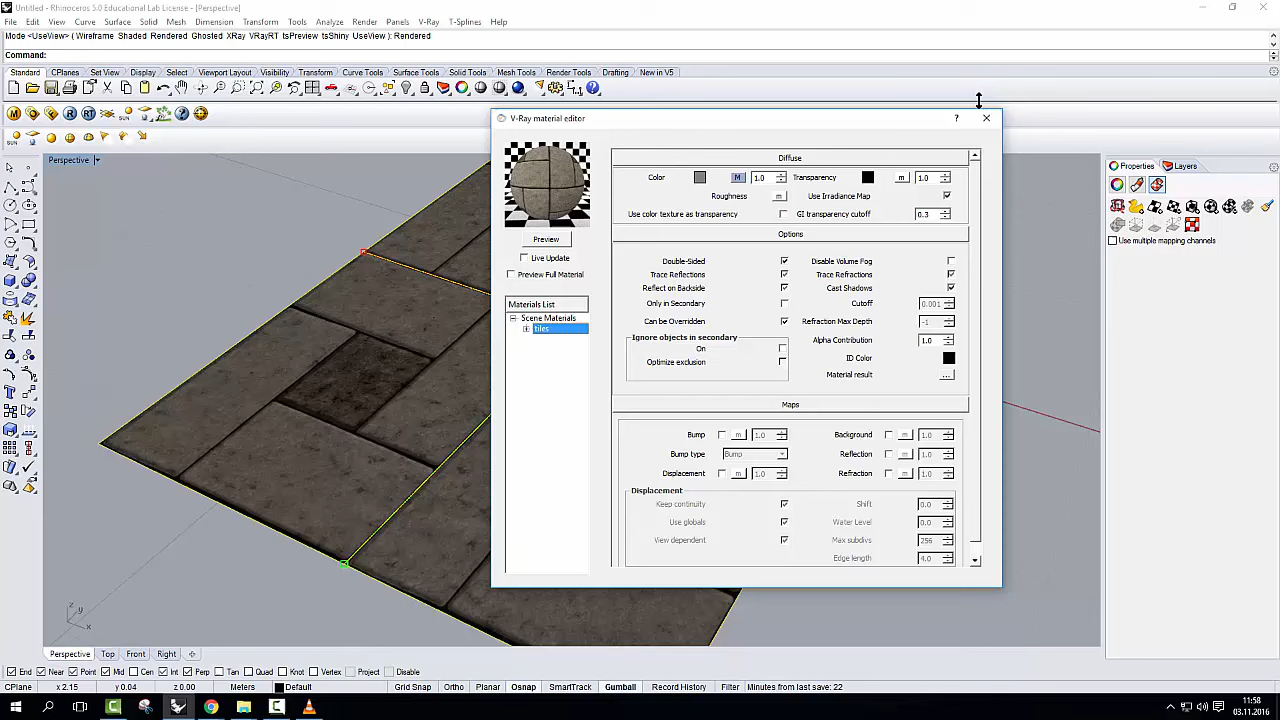 Untitled - Rhinoceros 5.0 Educational Lab License - [Perspective]
File Edit View Curve Surface Solid Mesh Dimension Transform Tools Analyze Render Panels V-Ray T-Splines Help
Mode <UseView> ( Wireframe Shaded Rendered Ghosted XRay VRayRT tsPreview tsShiny UseView ): Rendered
Command:
Standard CPlanes Set View Display Select Viewport Layout Visibility Transform Curve Tools Surface Tools Solid Tools Mesh Tools Render Tools Drafting New in V5
M R RT SUN
SUN
V-Ray material editor ?
Perspective
Properties Layers
Use multiple mapping channels
Preview
Live Update
Preview Full Material
Materials List
Scene Materials
tiles
Diffuse
Color M 1.0 Transparency m 1.0
Roughness m Use Irradiance Map
Use color texture as transparency GI transparency cutoff 0.3
Options
Double-Sided Disable Volume Fog
Trace Reflections Trace Refractions
Reflect on Backside Cast Shadows
Only in Secondary Cutoff 0.001
Can be Overridden Refraction Max Depth -1
Ignore objects in secondary Alpha Contribution 1.0
On ID Color
Optimize exclusion Material result ...
Maps
Bump m 1.0 Background m 1.0
Bump type Bump Reflection m 1.0
Displacement m 1.0 Refraction m 1.0
Displacement
Keep continuity Shift 0.0
Use globals Water Level 0.0
View dependent Max subdivs 256
Edge length 4.0
z y x
Perspective Top Front Right
End Near Point Mid Cen Int Perp Tan Quad Knot Vertex Project Disable
CPlane x 2.15 y 0.04 z 0.00 Meters Default Grid Snap Ortho Planar Osnap SmartTrack Gumball Record History Filter Minutes from last save: 22
11:58
03.11.2016